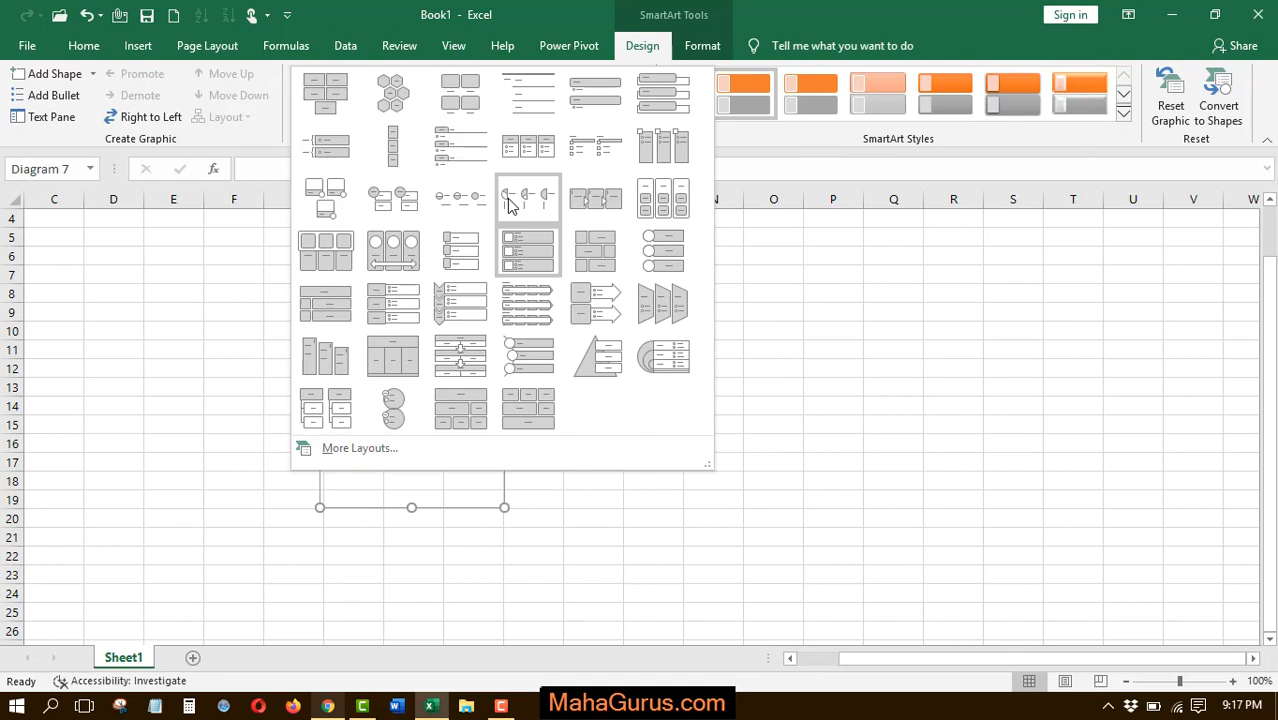 Book1 - Excel
SmartArt Tools
Sign in
File
Home
Insert
Page Layout
Formulas
Data
Review
View
Help
Power Pivot
Design
Format
Tell me what you want to do
Share
Add Shape
Promote
Move Up
Add Bullet
Demote
Move Down
Text Pane
Right to Left
Layout
Create Graphic
Reset Graphic
Convert to Shapes
SmartArt Styles
Reset
Diagram 7
fx
C D E F N O P Q R S T U V W
4
5
6
7
8
9
10
11
12
13
14
15
16
17
18
19
20
21
22
23
24
25
26
More Layouts...
Sheet1
Ready
Accessibility: Investigate
100%
MahaGurus.com
9:17 PM